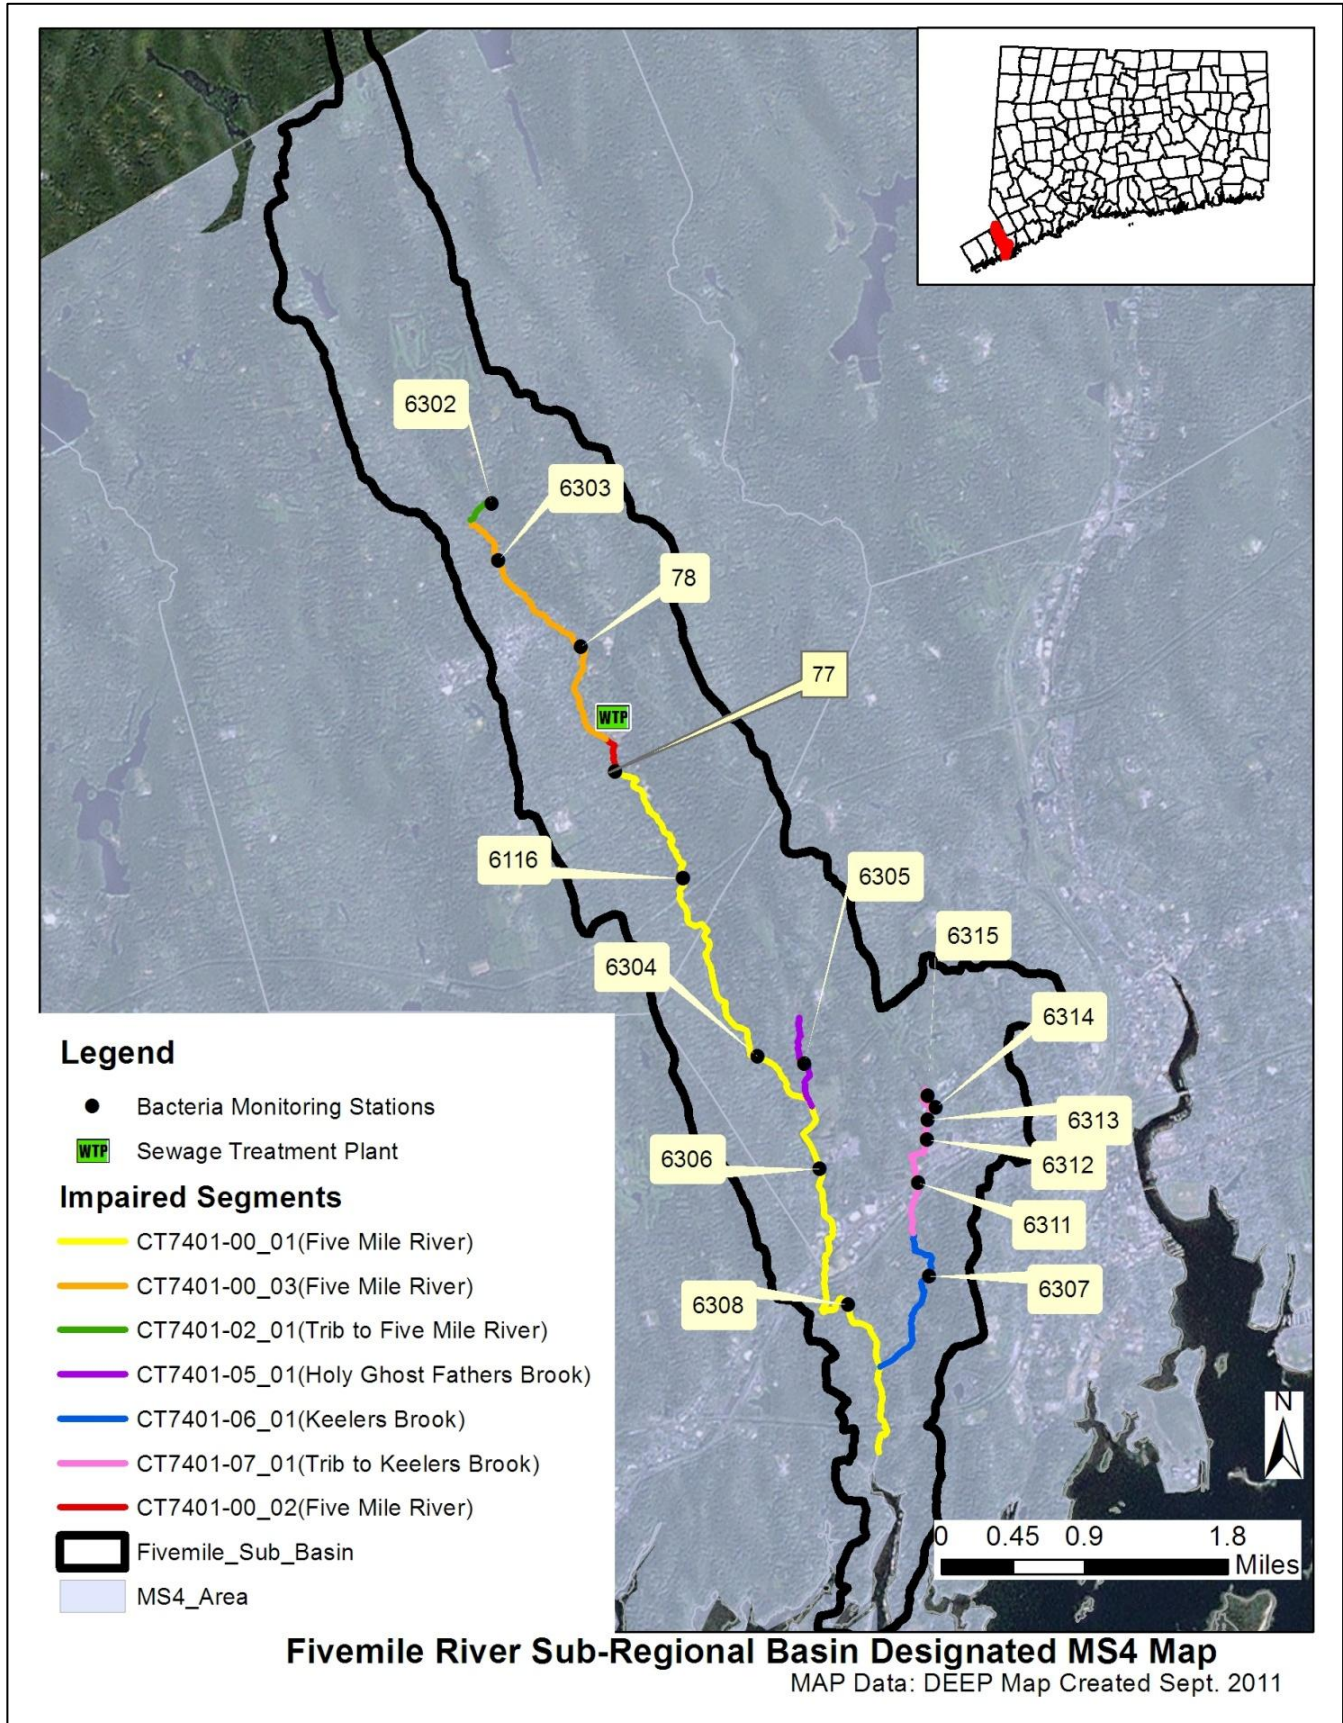 6302
6303
78
77
WTP
6116
6305
6315
6304
6314
6313
6306
6312
6311
6307
6308
N
0 0.45 0.9 1.8
Miles
Legend
Bacteria Monitoring Stations
WTP Sewage Treatment Plant
Impaired Segments
CT7401-00_01(Five Mile River)
CT7401-00_03(Five Mile River)
CT7401-02_01(Trib to Five Mile River)
CT7401-05_01(Holy Ghost Fathers Brook)
CT7401-06_01(Keelers Brook)
CT7401-07_01(Trib to Keelers Brook)
CT7401-00_02(Five Mile River)
Fivemile_Sub_Basin
MS4_Area
Fivemile River Sub-Regional Basin Designated MS4 Map
MAP Data: DEEP Map Created Sept. 2011